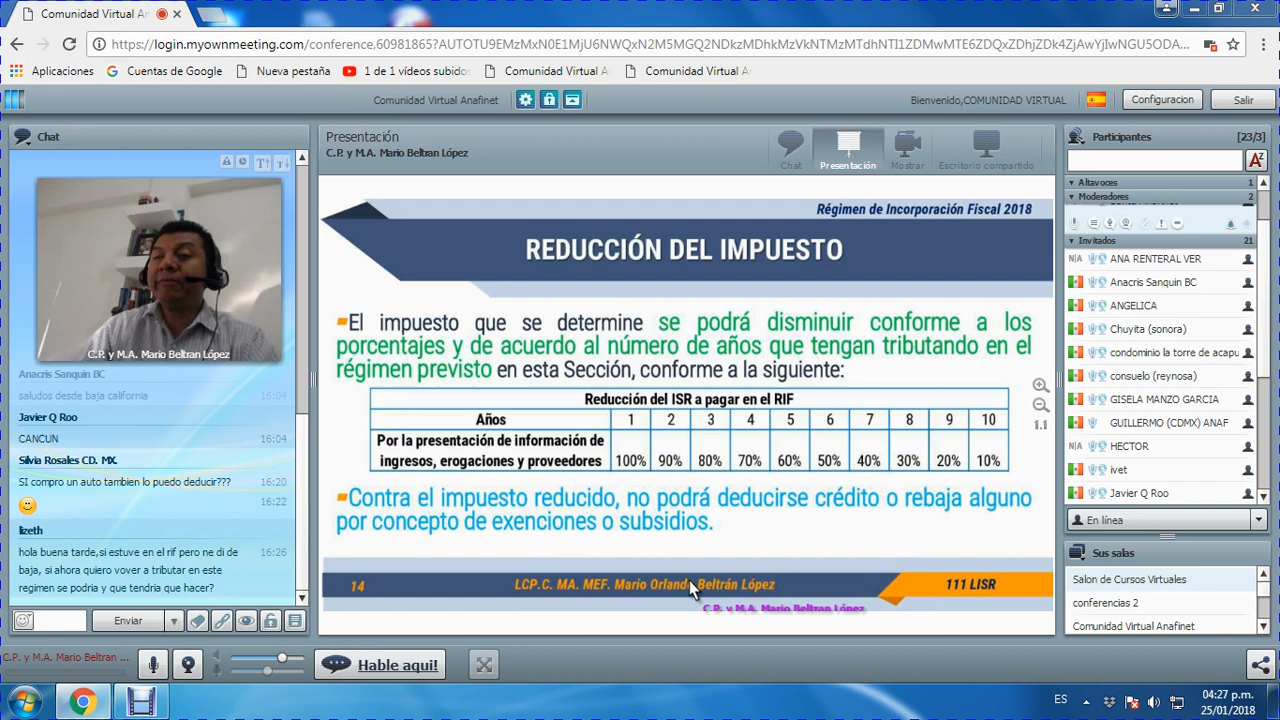 Comunidad Virtual Ana
https://login.myownmeeting.com/conference,60981865?
Aplicaciones
Cuentas de Google
Nueva pestaña
1 de 1 vídeos subido
Comunidad Virtual A
Comunidad Virtual A
Comunidad Virtual Anafinet
Bienvenido,COMUNIDAD VIRTUAL
Configuracion
Salir
Chat
C.P. y M.A. Mario Beltran López
Anacris Sanquin BC
saludos desde baja california 16:04
Javier Q Roo
CANCUN 16:04
Silvia Rosales CD. MX.
SI compro un auto tambien lo puedo deducir??? 16:20
16:22
lizeth
hola buena tarde,si estuve en el rif pero ne di de 16:26
baja, si ahora quiero vover a tributar en este
regimen se podria y que tendria que hacer?
Enviar
Presentación
C.P. y M.A. Mario Beltran López
Chat
Presentación
Mostrar
Escritorio compartido
Régimen de Incorporación Fiscal 2018
REDUCCIÓN DEL IMPUESTO
El impuesto que se determine se podrá disminuir conforme a los
porcentajes y de acuerdo al número de años que tengan tributando en el
régimen previsto en esta Sección, conforme a la siguiente:
Reducción del ISR a pagar en el RIF
Años 1 2 3 4 5 6 7 8 9 10
Por la presentación de información de
ingresos, erogaciones y proveedores 100% 90% 80% 70% 60% 50% 40% 30% 20% 10%
Contra el impuesto reducido, no podrá deducirse crédito o rebaja alguno
por concepto de exenciones o subsidios.
14 LCP.C. MA. MEF. Mario Orlando Beltrán López 111 LISR
C.P. y M.A. Mario Beltran López
1.1
Participantes [23/3]
Altavoces 1
Moderadores 2
Invitados 21
N/A ANA RENTERAL VER
Anacris Sanquin BC
ANGELICA
Chuyita (sonora)
condominio la torre de acapu
consuelo (reynosa)
GISELA MANZO GARCIA
GUILLERMO (CDMX) ANAF
N/A HECTOR
ivet
Javier Q Roo
En línea
Sus salas
Salon de Cursos Virtuales
conferencias 2
Comunidad Virtual Anafinet
C.P. y M.A. Mario Beltran ...
Hable aqui!
ES
04:27 p.m.
25/01/2018